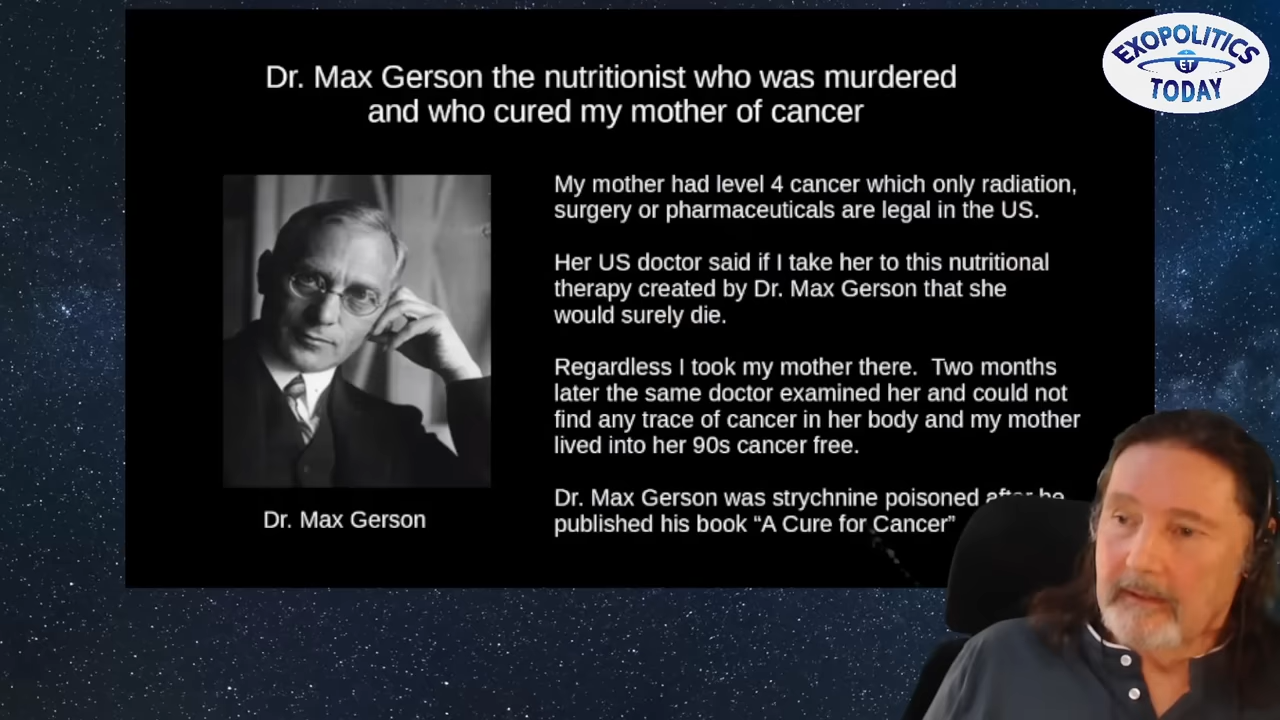 Dr. Max Gerson the nutritionist who was murdered
and who cured my mother of cancer
EXOPOLITICS
ET
TODAY
My mother had level 4 cancer which only radiation,
surgery or pharmaceuticals are legal in the US.
Her US doctor said if I take her to this nutritional
therapy created by Dr. Max Gerson that she
would surely die.
Regardless I took my mother there. Two months
later the same doctor examined her and could not
find any trace of cancer in her body and my mother
lived into her 90s cancer free.
Dr. Max Gerson was strychnine poisoned after he
published his book “A Cure for Cancer”
Dr. Max Gerson